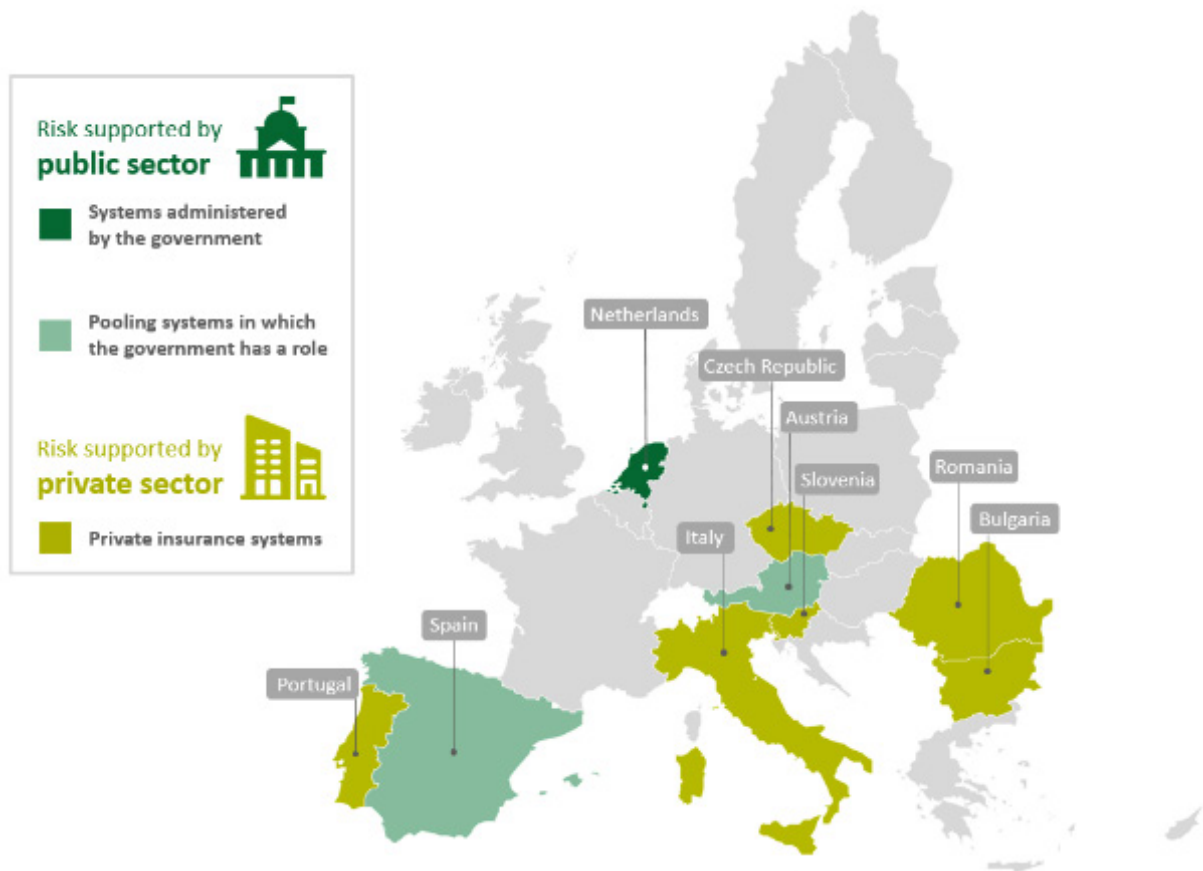 Risk supported by
public sector
Systems administered
by the government
Pooling systems in which
the government has a role
Risk supported by
private sector
Private insurance systems
Netherlands
Czech Republic
Austria
Slovenia
Romania
Bulgaria
Italy
Spain
Portugal